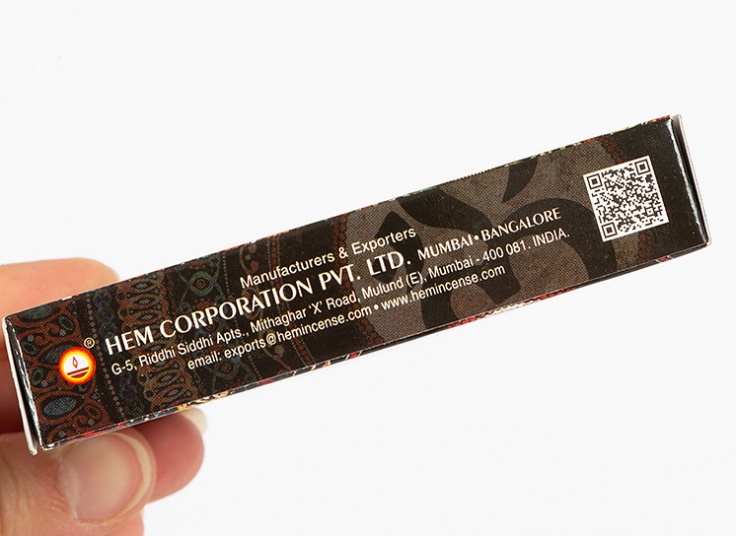 Manufacturers & Exporters
HEM CORPORATION PVT. LTD. MUMBAI • BANGALORE
G-5, Riddhi Siddhi Apts., Mithaghar 'X' Road, Mulund (E), Mumbai - 400 081. INDIA.
email: exports@hemincense.com • www.hemincense.com
®